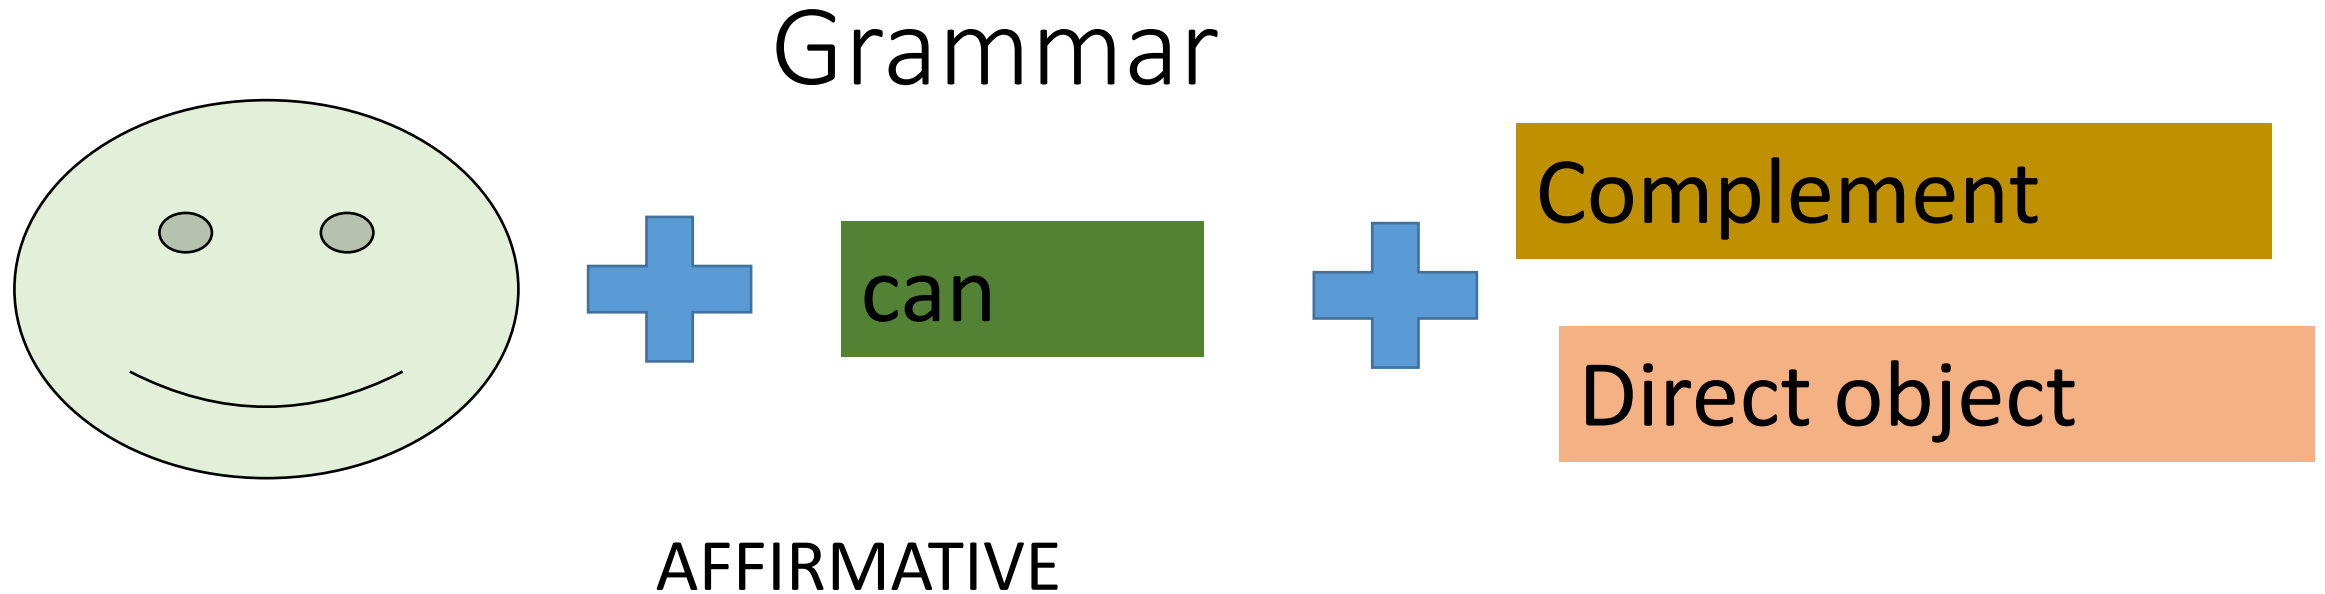 Grammar
can
Complement
Direct object
AFFIRMATIVE